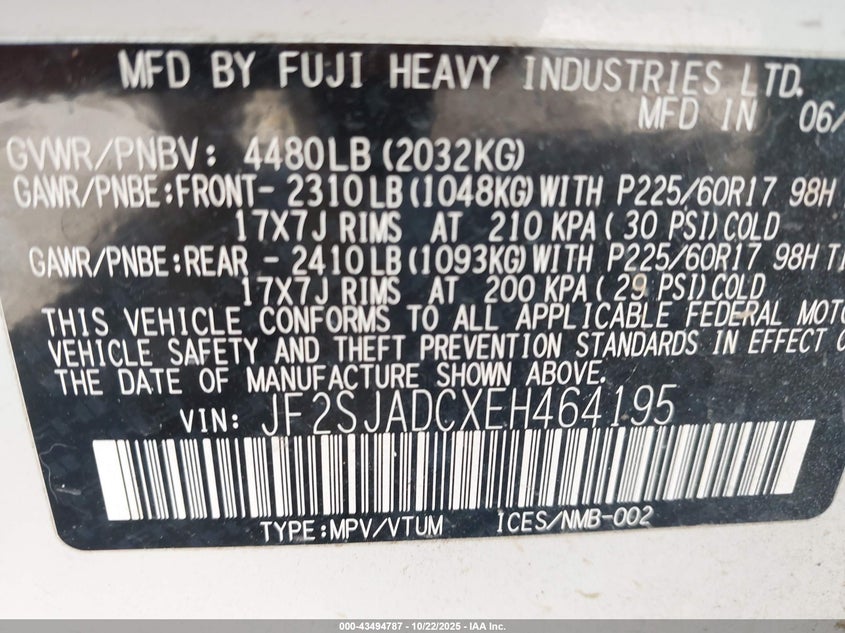 MFD BY FUJI HEAVY INDUSTRIES LTD.
MFD IN 06/
GVWR/PNBV: 4480LB (2032KG)
GAWR/PNBE:FRONT- 2310LB(1048KG)WITH P225/60R17 98H
17X7J RIMS AT 210 KPA( 30 PSI)COLD
GAWR/PNBE:REAR - 2410LB(1093KG)WITH P225/60R17 98H TI
17X7J RIMS AT 200 KPA( 29 PSI)COLD
THIS VEHICLE CONFORMS TO ALL APPLICABLE FEDERAL MOTO
VEHICLE SAFETY AND THEFT PREVENTION STANDARDS IN EFFECT O
THE DATE OF MANUFACTURE SHOWN ABOVE.
VIN: JF2SJADCXEH464195
TYPE:MPV/VTUM ICES/NMB-002
000-43494787 - 10/22/2025 - IAA Inc.